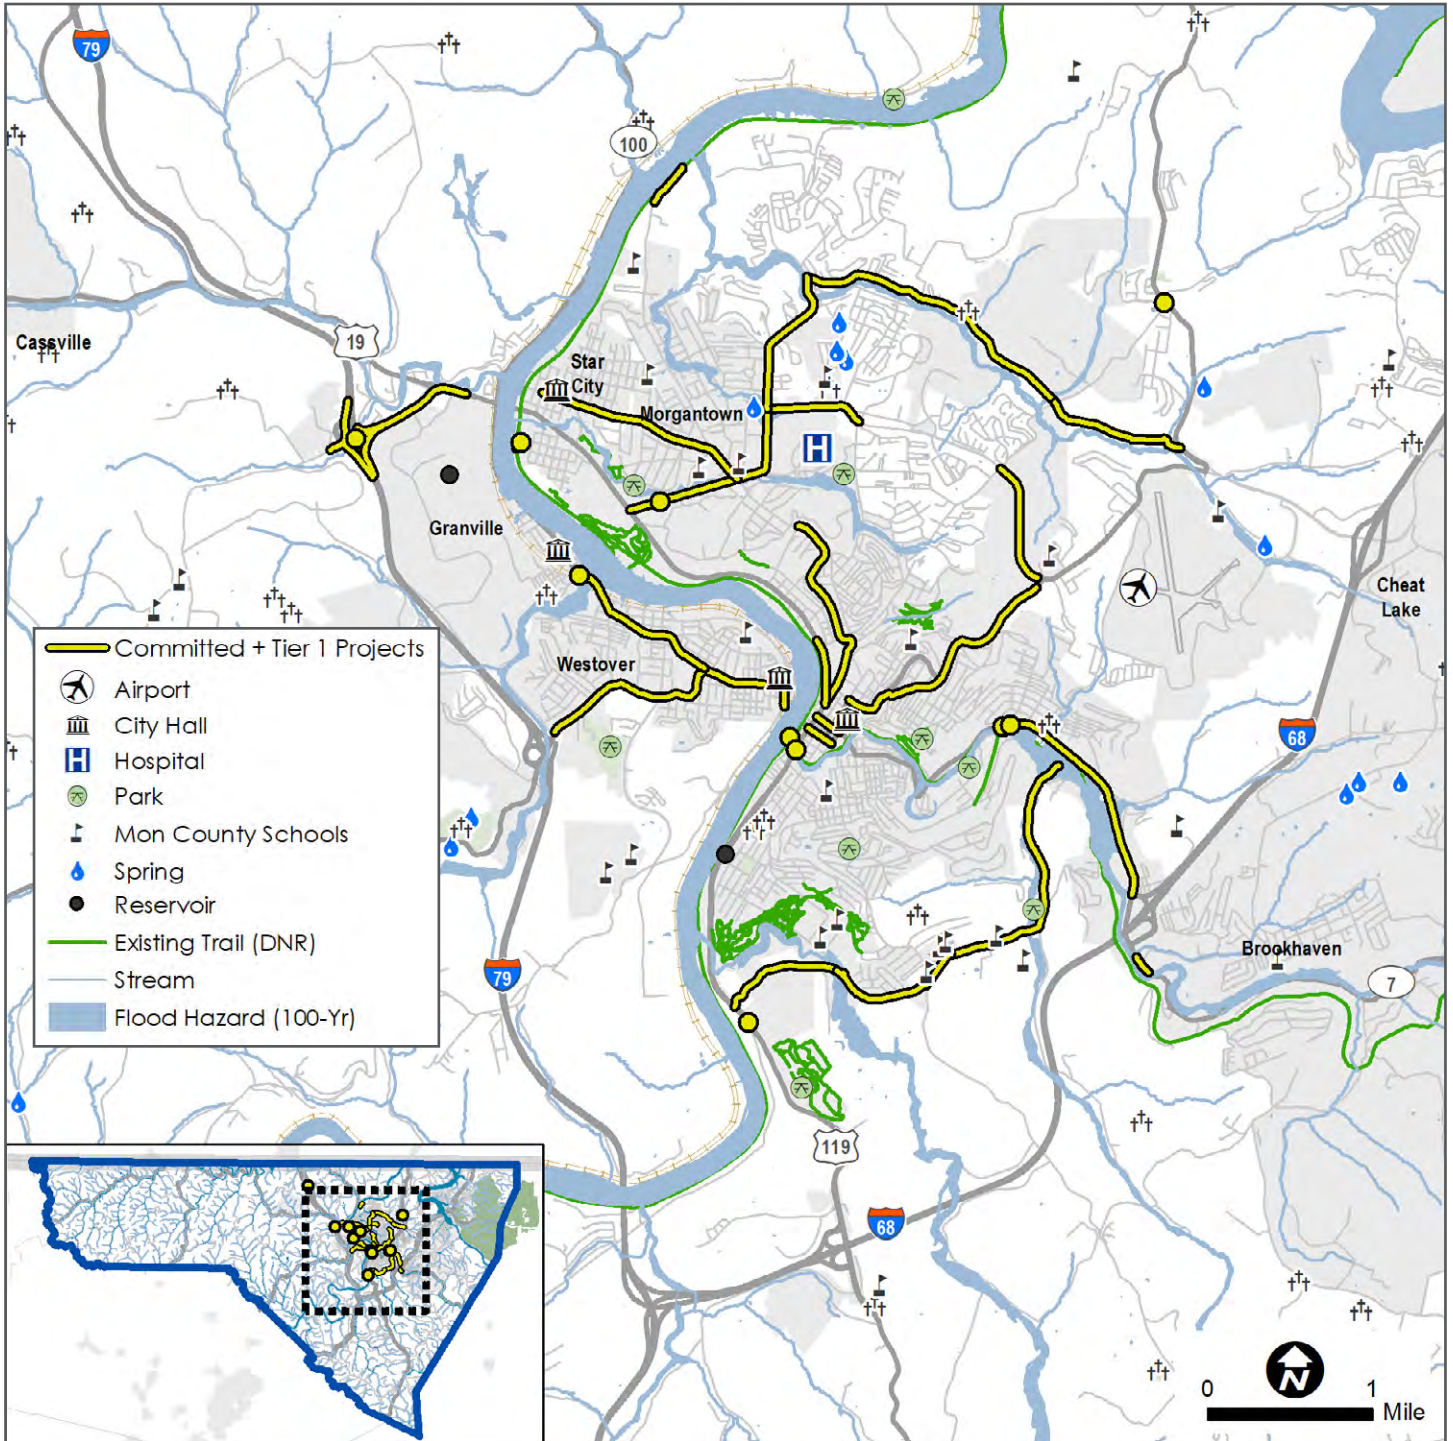 79
100
19
Cassville
Star
City
Morgantown
Granville
Cheat
Lake
Westover
68
Committed + Tier 1 Projects
Airport
City Hall
H
Hospital
Park
Mon County Schools
Spring
Reservoir
Existing Trail (DNR)
Stream
Flood Hazard (100-Yr)
H
79
Brookhaven
7
119
68
N
0 1
Mile